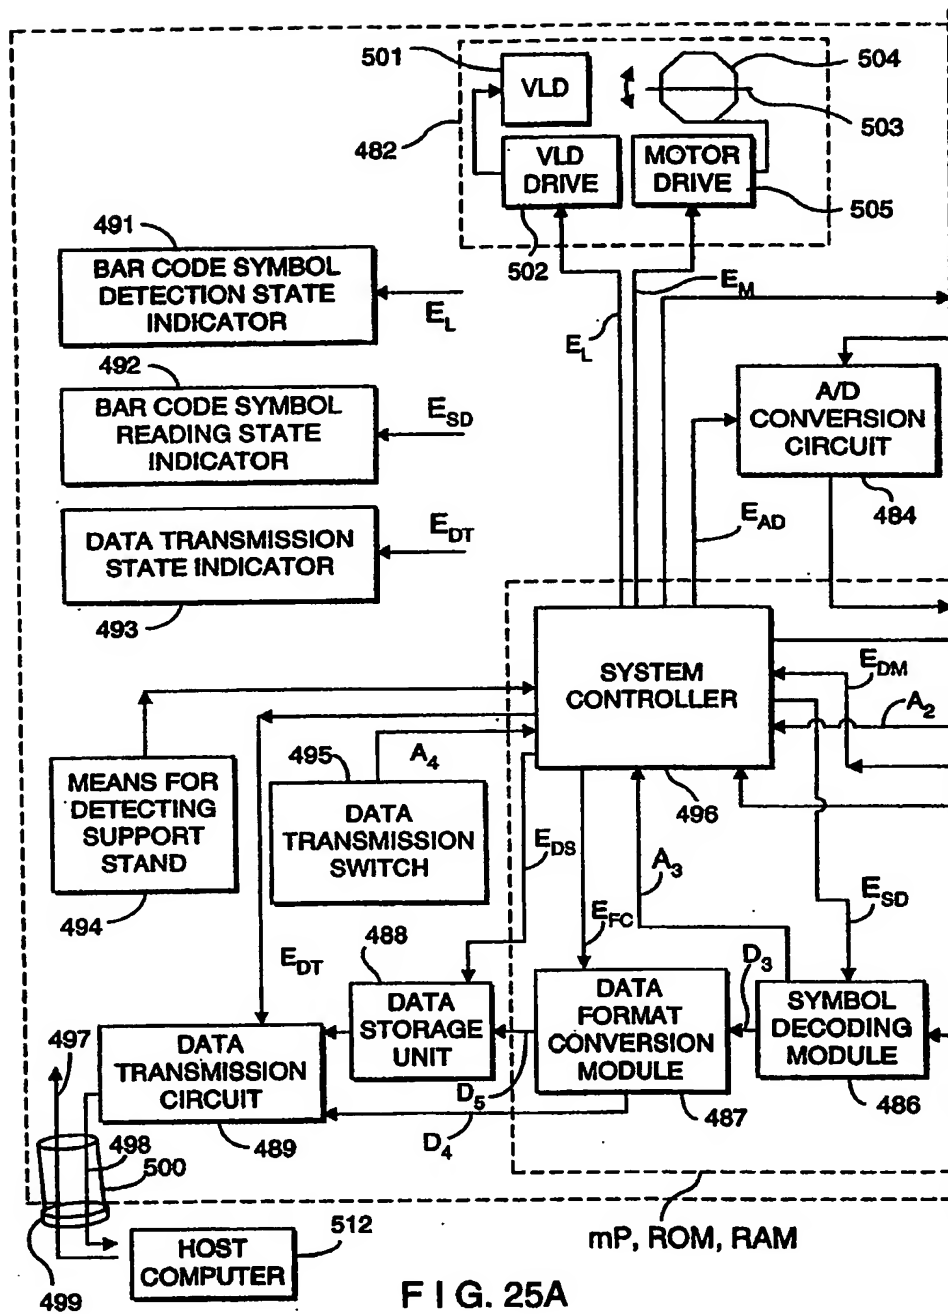 501
VLD
504
503
482
VLD
DRIVE
MOTOR
DRIVE
505
502
491
BAR CODE SYMBOL
DETECTION STATE
INDICATOR
E_L
E_M
E_L
492
BAR CODE SYMBOL
READING STATE
INDICATOR
E_SD
A/D
CONVERSION
CIRCUIT
484
E_AD
DATA TRANSMISSION
STATE INDICATOR
E_DT
493
SYSTEM
CONTROLLER
E_DM
A_2
496
MEANS FOR
DETECTING
SUPPORT
STAND
494
495
A_4
DATA
TRANSMISSION
SWITCH
E_DS
A_3
E_FC
E_SD
E_DT
488
DATA
STORAGE
UNIT
D_5
DATA
FORMAT
CONVERSION
MODULE
487
D_3
SYMBOL
DECODING
MODULE
486
497
DATA
TRANSMISSION
CIRCUIT
489
D_4
498
500
499
HOST
COMPUTER
512
mP, ROM, RAM
FIG. 25A